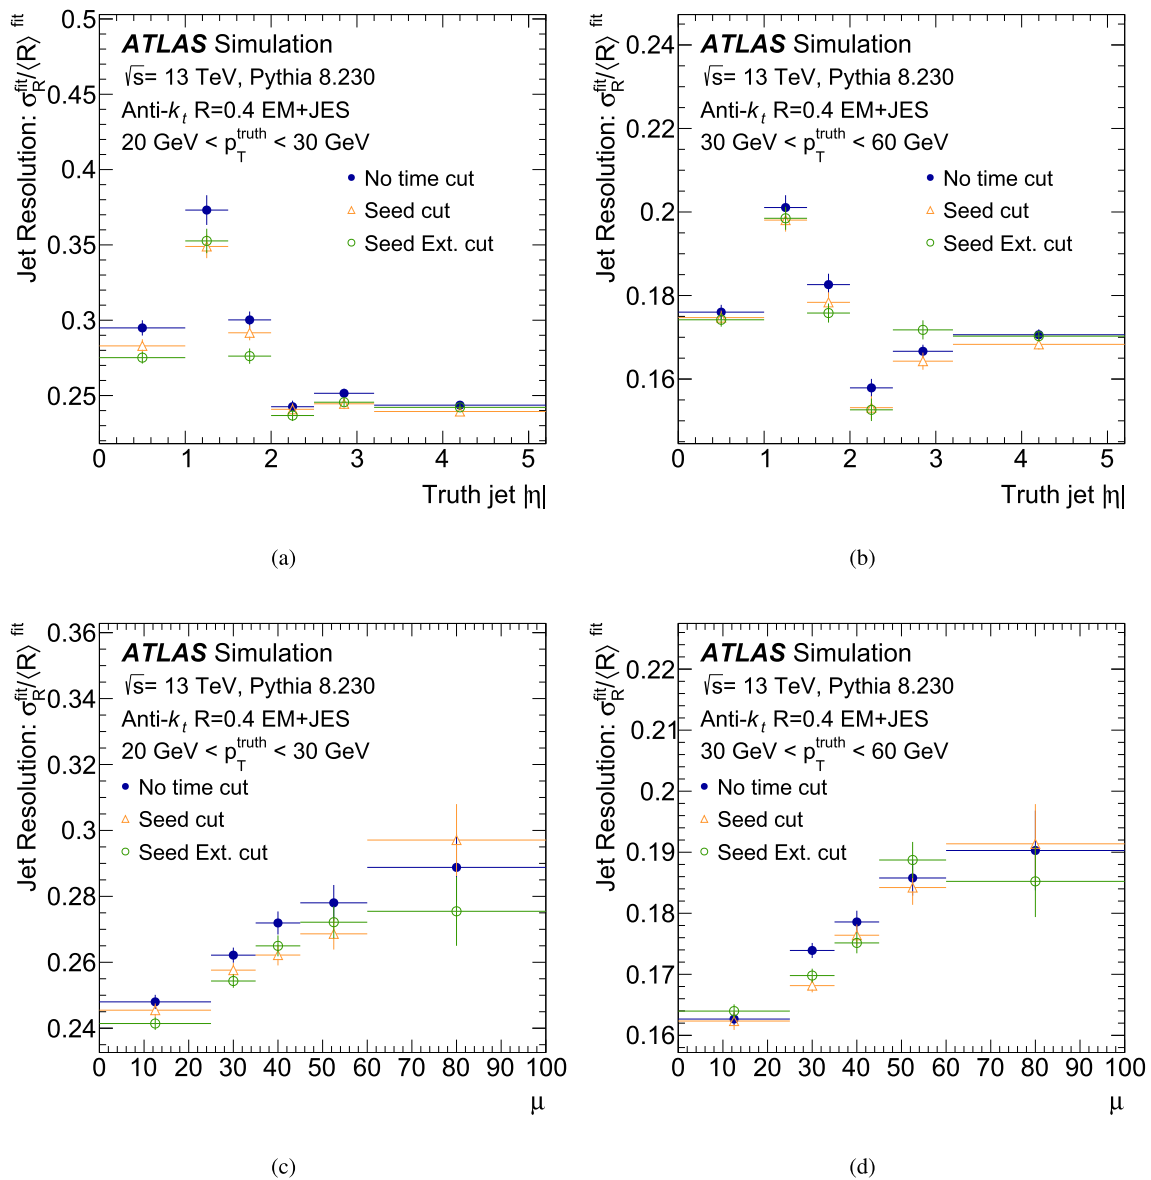 Jet Resolution: σ_R^fit/⟨R⟩^fit
0.5
0.45
0.4
0.35
0.3
0.25
ATLAS Simulation
√s= 13 TeV, Pythia 8.230
Anti-k_t R=0.4 EM+JES
20 GeV < p_T^truth < 30 GeV
No time cut
Seed cut
Seed Ext. cut
0 1 2 3 4 5
Truth jet |η|
(a)
Jet Resolution: σ_R^fit/⟨R⟩^fit
0.24
0.22
0.2
0.18
0.16
ATLAS Simulation
√s= 13 TeV, Pythia 8.230
Anti-k_t R=0.4 EM+JES
30 GeV < p_T^truth < 60 GeV
No time cut
Seed cut
Seed Ext. cut
0 1 2 3 4 5
Truth jet |η|
(b)
Jet Resolution: σ_R^fit/⟨R⟩^fit
0.36
0.34
0.32
0.3
0.28
0.26
0.24
ATLAS Simulation
√s= 13 TeV, Pythia 8.230
Anti-k_t R=0.4 EM+JES
20 GeV < p_T^truth < 30 GeV
No time cut
Seed cut
Seed Ext. cut
0 10 20 30 40 50 60 70 80 90 100
μ
(c)
Jet Resolution: σ_R^fit/⟨R⟩^fit
0.22
0.21
0.2
0.19
0.18
0.17
0.16
ATLAS Simulation
√s= 13 TeV, Pythia 8.230
Anti-k_t R=0.4 EM+JES
30 GeV < p_T^truth < 60 GeV
No time cut
Seed cut
Seed Ext. cut
0 10 20 30 40 50 60 70 80 90 100
μ
(d)